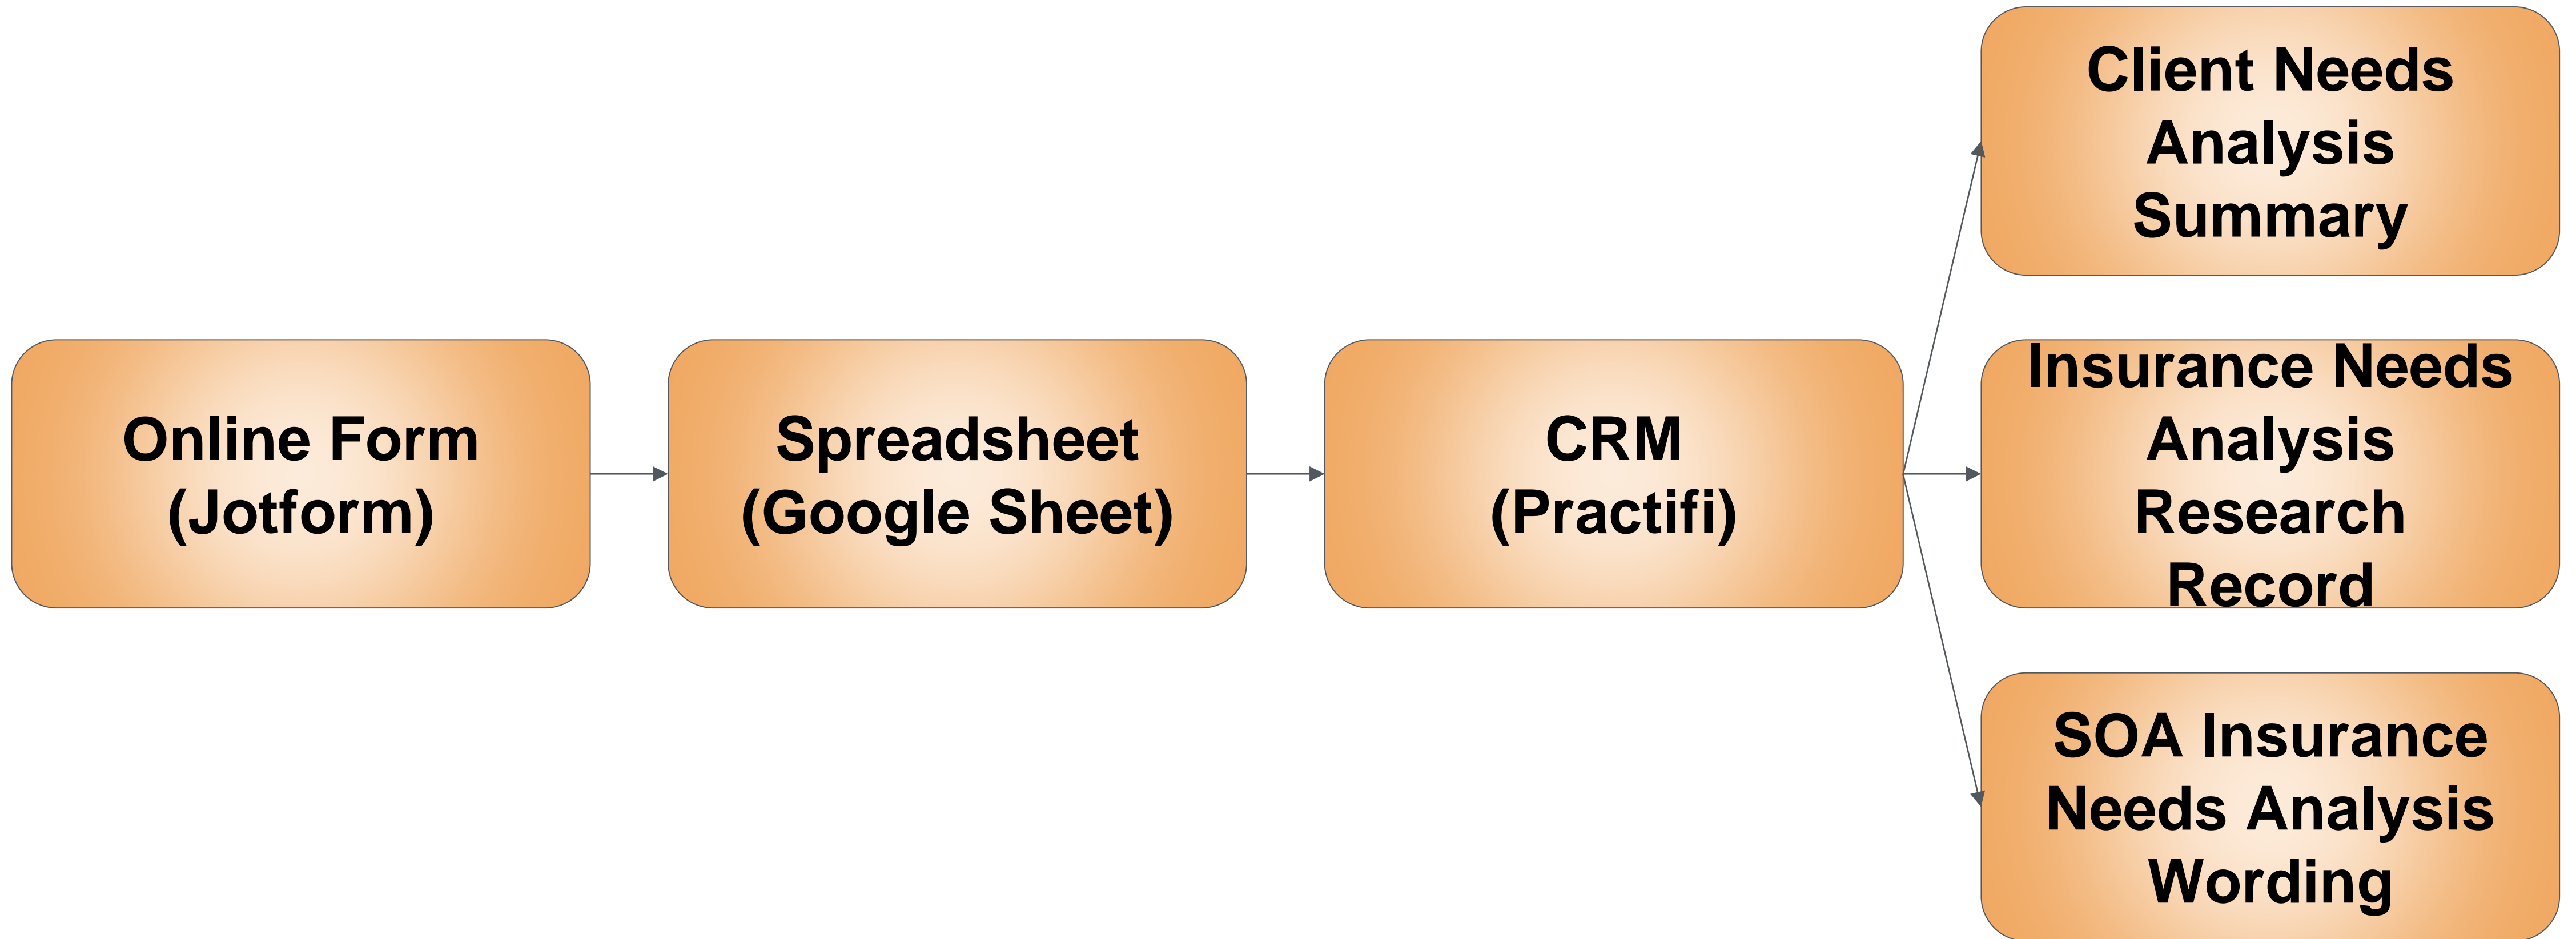 Online Form
(Jotform)
Spreadsheet
(Google Sheet)
CRM
(Practifi)
Client Needs
Analysis
Summary
Insurance Needs
Analysis
Research
Record
SOA Insurance
Needs Analysis
Wording